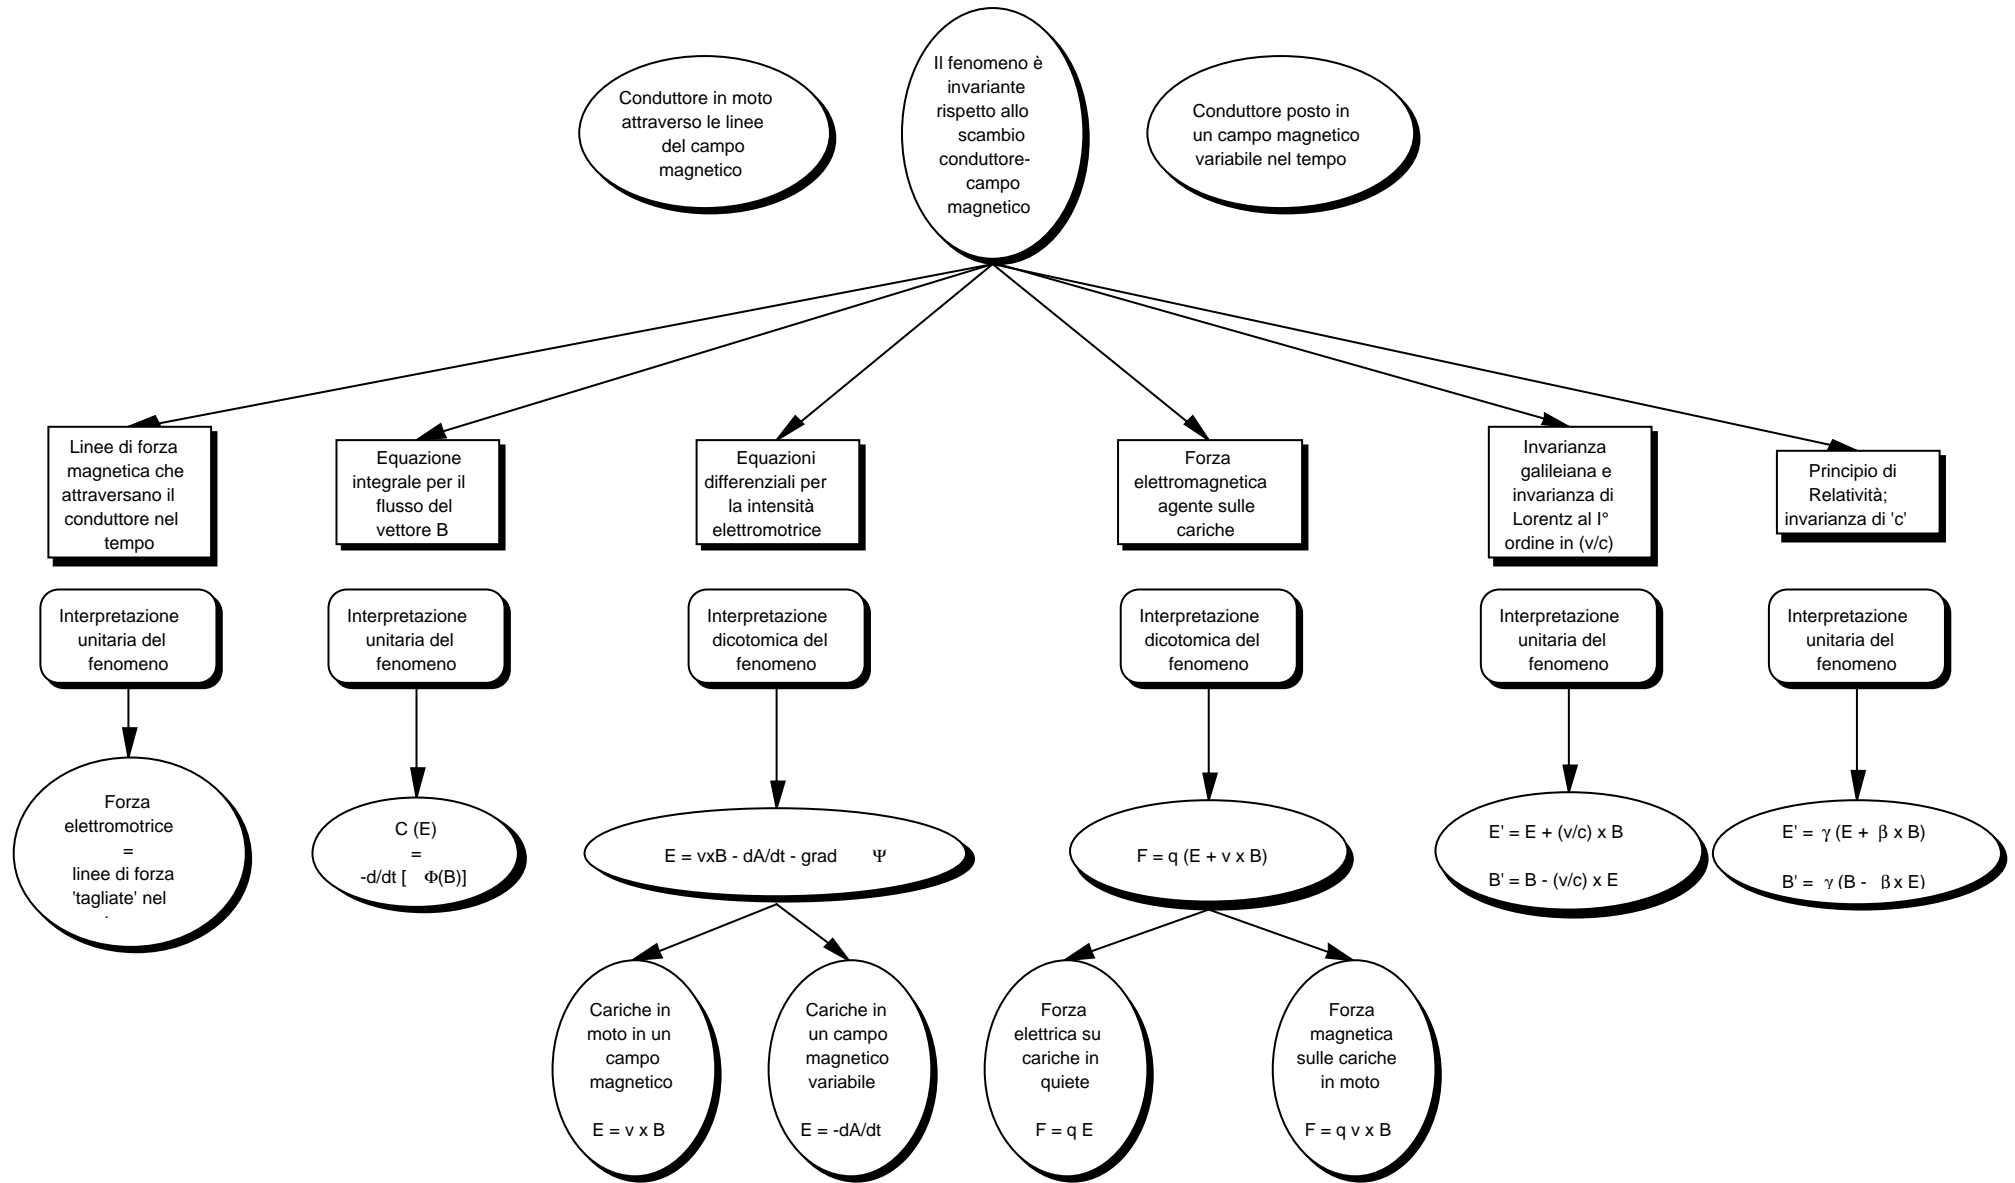 Conduttore in moto
attraverso le linee
del campo
magnetico
Il fenomeno è
invariante
rispetto allo
scambio
conduttore-
campo
magnetico
Conduttore posto in
un campo magnetico
variabile nel tempo
Linee di forza
magnetica che
attraversano il
conduttore nel
tempo
Equazione
integrale per il
flusso del
vettore B
Equazioni
differenziali per
la intensità
elettromotrice
Forza
elettromagnetica
agente sulle
cariche
Invarianza
galileiana e
invarianza di
Lorentz al I°
ordine in (v/c)
Principio di
Relatività;
invarianza di 'c'
Interpretazione
unitaria del
fenomeno
Interpretazione
unitaria del
fenomeno
Interpretazione
dicotomica del
fenomeno
Interpretazione
dicotomica del
fenomeno
Interpretazione
unitaria del
fenomeno
Interpretazione
unitaria del
fenomeno
Forza
elettromotrice
=
linee di forza
'tagliate' nel
C (E)
=
-d/dt [ Φ(B)]
E = vxB - dA/dt - grad Ψ
F = q (E + v x B)
E' = E + (v/c) x B
B' = B - (v/c) x E
E' = γ (E + β x B)
B' = γ (B - β x E)
Cariche in
moto in un
campo
magnetico
E = v x B
Cariche in
un campo
magnetico
variabile
E = -dA/dt
Forza
elettrica su
cariche in
quiete
F = q E
Forza
magnetica
sulle cariche
in moto
F = q v x B